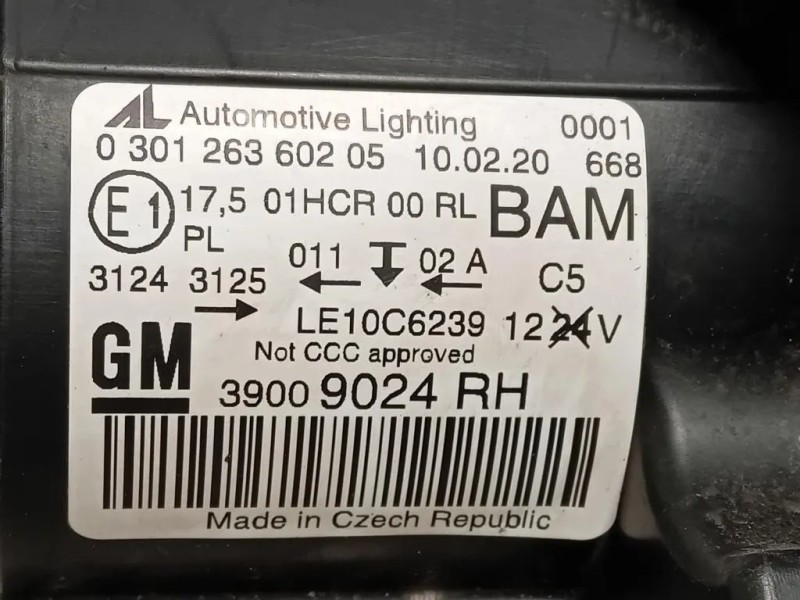 AL Automotive Lighting 0001
0 301 263 602 05 10.02.20 668
E1 17,5 01HCR 00 RL BAM
PL
3124 3125 011 02 A C5
LE10C6239 12 24 V
GM Not CCC approved
3900 9024 RH
Made in Czech Republic